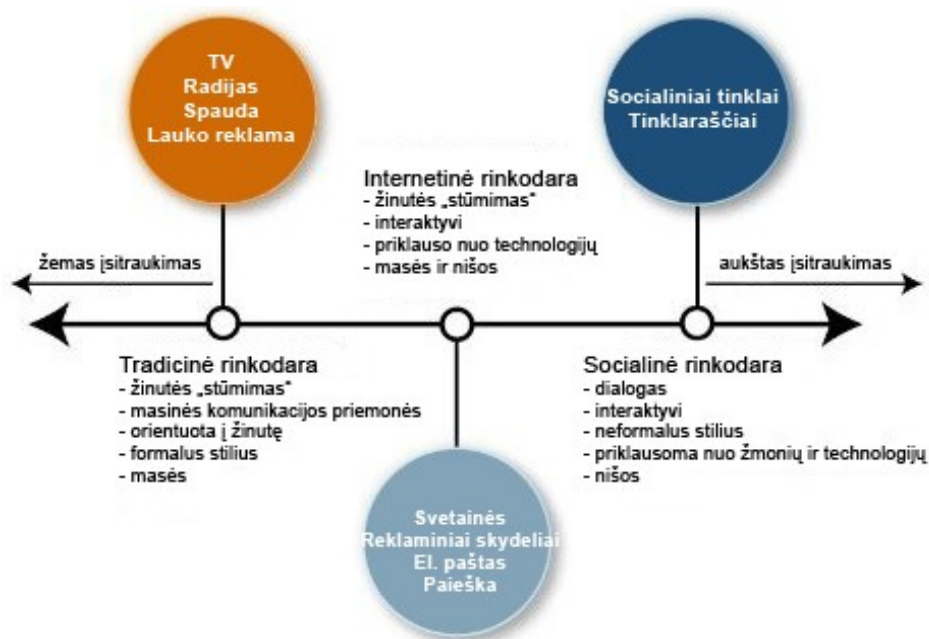 TV
Radijas
Spauda
Lauko reklama
Socialiniai tinklai
Tinklaraščiai
Internetinė rinkodara
- žinutės „stūmimas“
- interaktyvi
- priklauso nuo technologijų
- masės ir nišos
žemas įsitraukimas
aukštas įsitraukimas
Tradicinė rinkodara
- žinutės „stūmimas“
- masinės komunikacijos priemonės
- orientuota į žinutę
- formalus stilius
- masės
Socialinė rinkodara
- dialogas
- interaktyvi
- neformalus stilius
- priklausoma nuo žmonių ir technologijų
- nišos
Svetainės
Reklaminiai skydeliai
El. paštas
Paieška